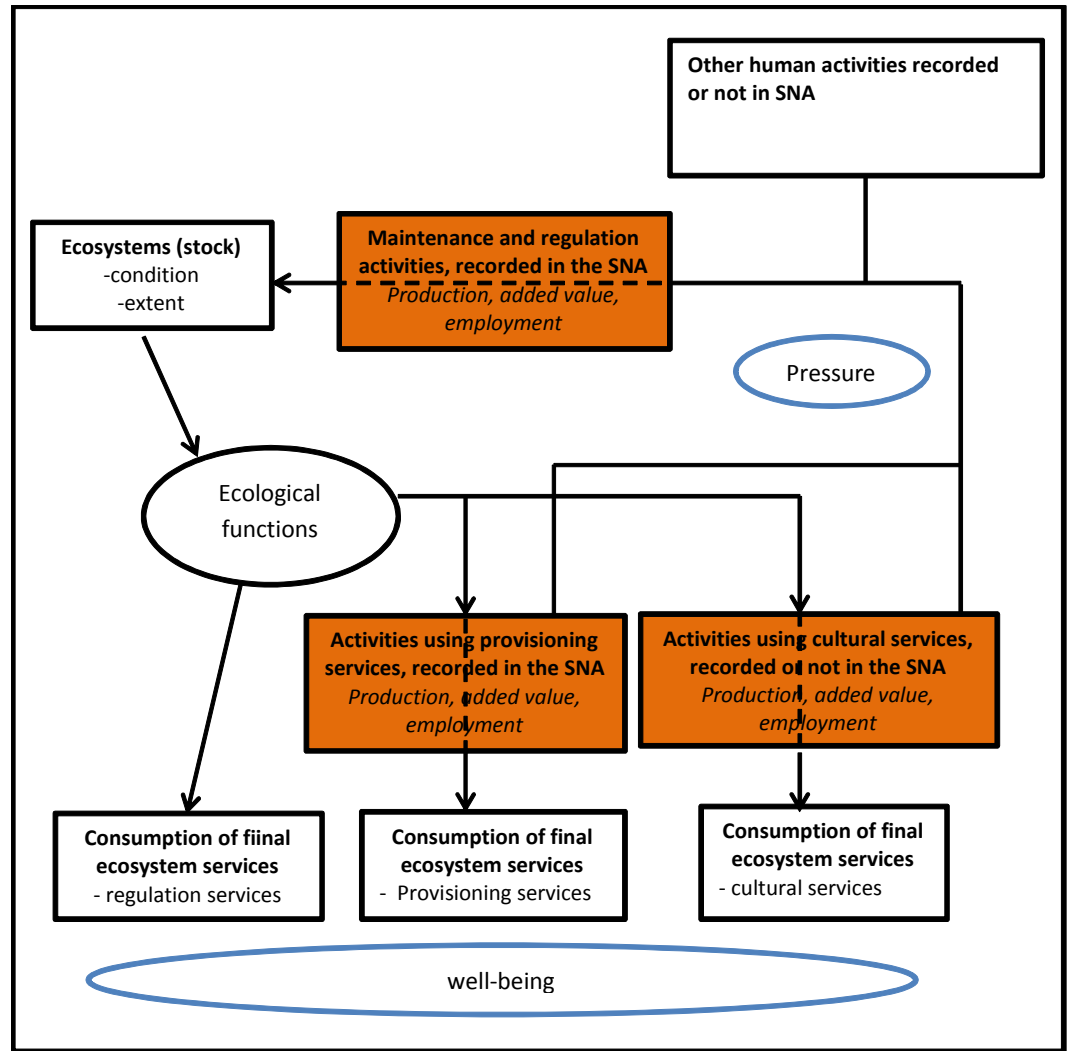 Other human activities recorded
or not in SNA
Ecosystems (stock)
-condition
-extent
Maintenance and regulation
activities, recorded in the SNA
Production, added value,
employment
Pressure
Ecological
functions
Activities using provisioning
services, recorded in the SNA
Production, added value,
employment
Activities using cultural services,
recorded or not in the SNA
Production, added value,
employment
Consumption of fiinal
ecosystem services
- regulation services
Consumption of final
ecosystem services
- Provisioning services
Consumption of final
ecosystem services
- cultural services
well-being